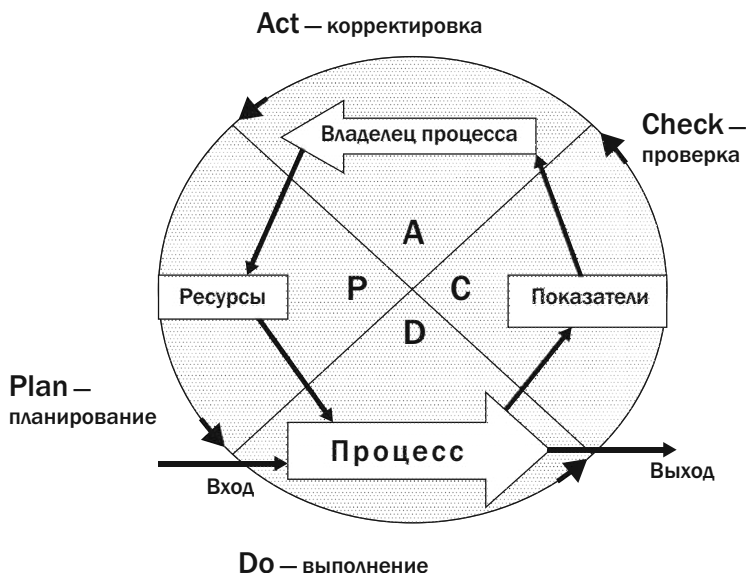 Act — корректировка
Владелец процесса
Check —
проверка
A
P
C
D
Ресурсы
Показатели
Plan —
планирование
Процесс
Вход
Выход
Do — выполнение